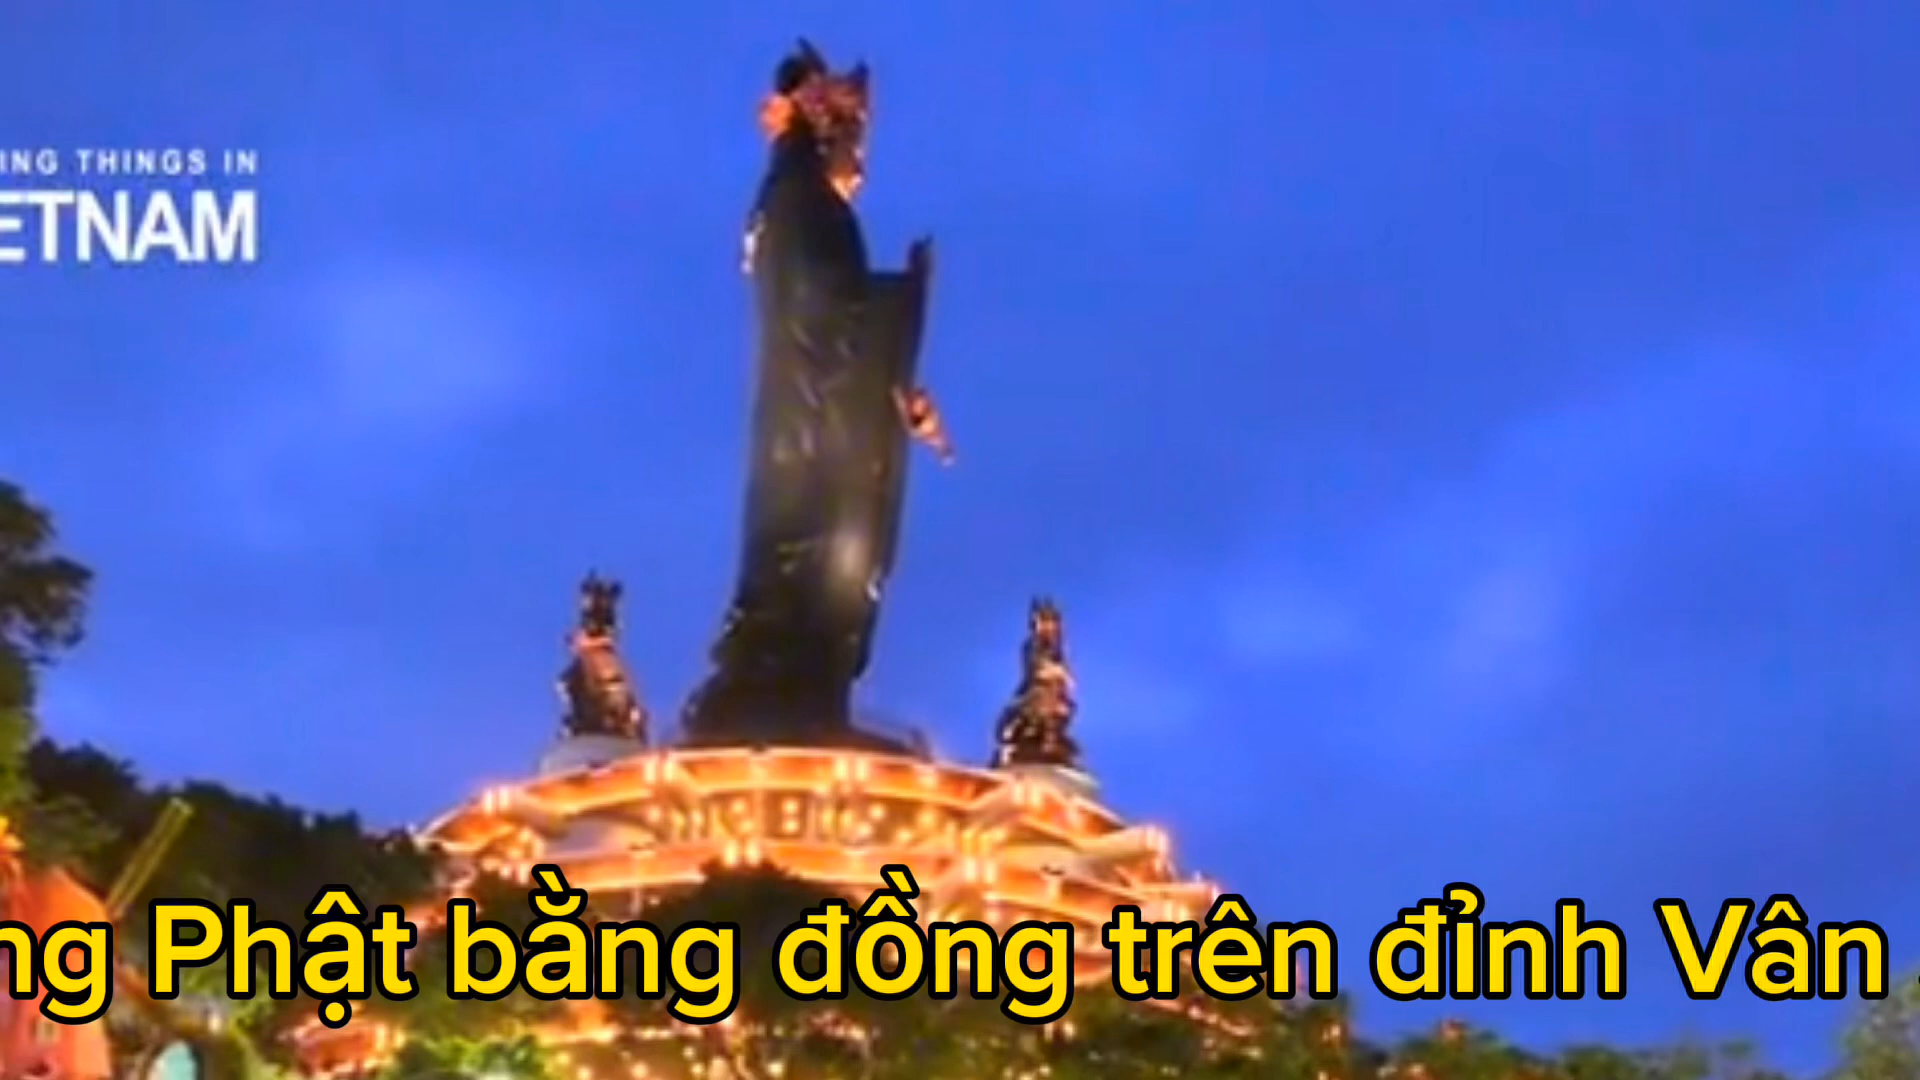 ING THINGS IN
ETNAM
ng Phật bằng đồng trên đỉnh Vân